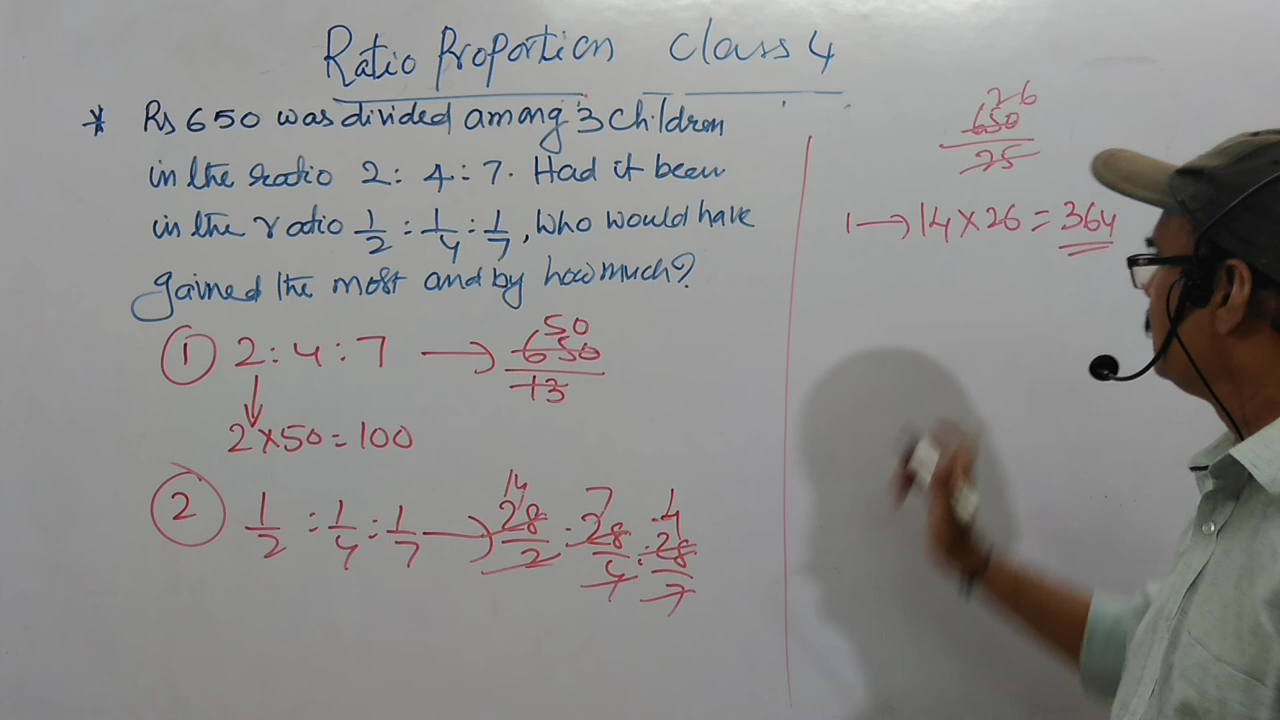 Ratio Proportion Class 4
* Rs 650 was divided among 3 Children
in the ratio 2: 4: 7. Had it been
in the ratio 1/2 : 1/4 : 1/7, Who would have
gained the most and by how much?
① 2 : 4 : 7 → 650/13 50
2 × 50 = 100
② 1/2 : 1/4 : 1/7 → 28/2 14 : 28/4 7 : 28/7 4
650/25 26
1 → 14 × 26 = 364